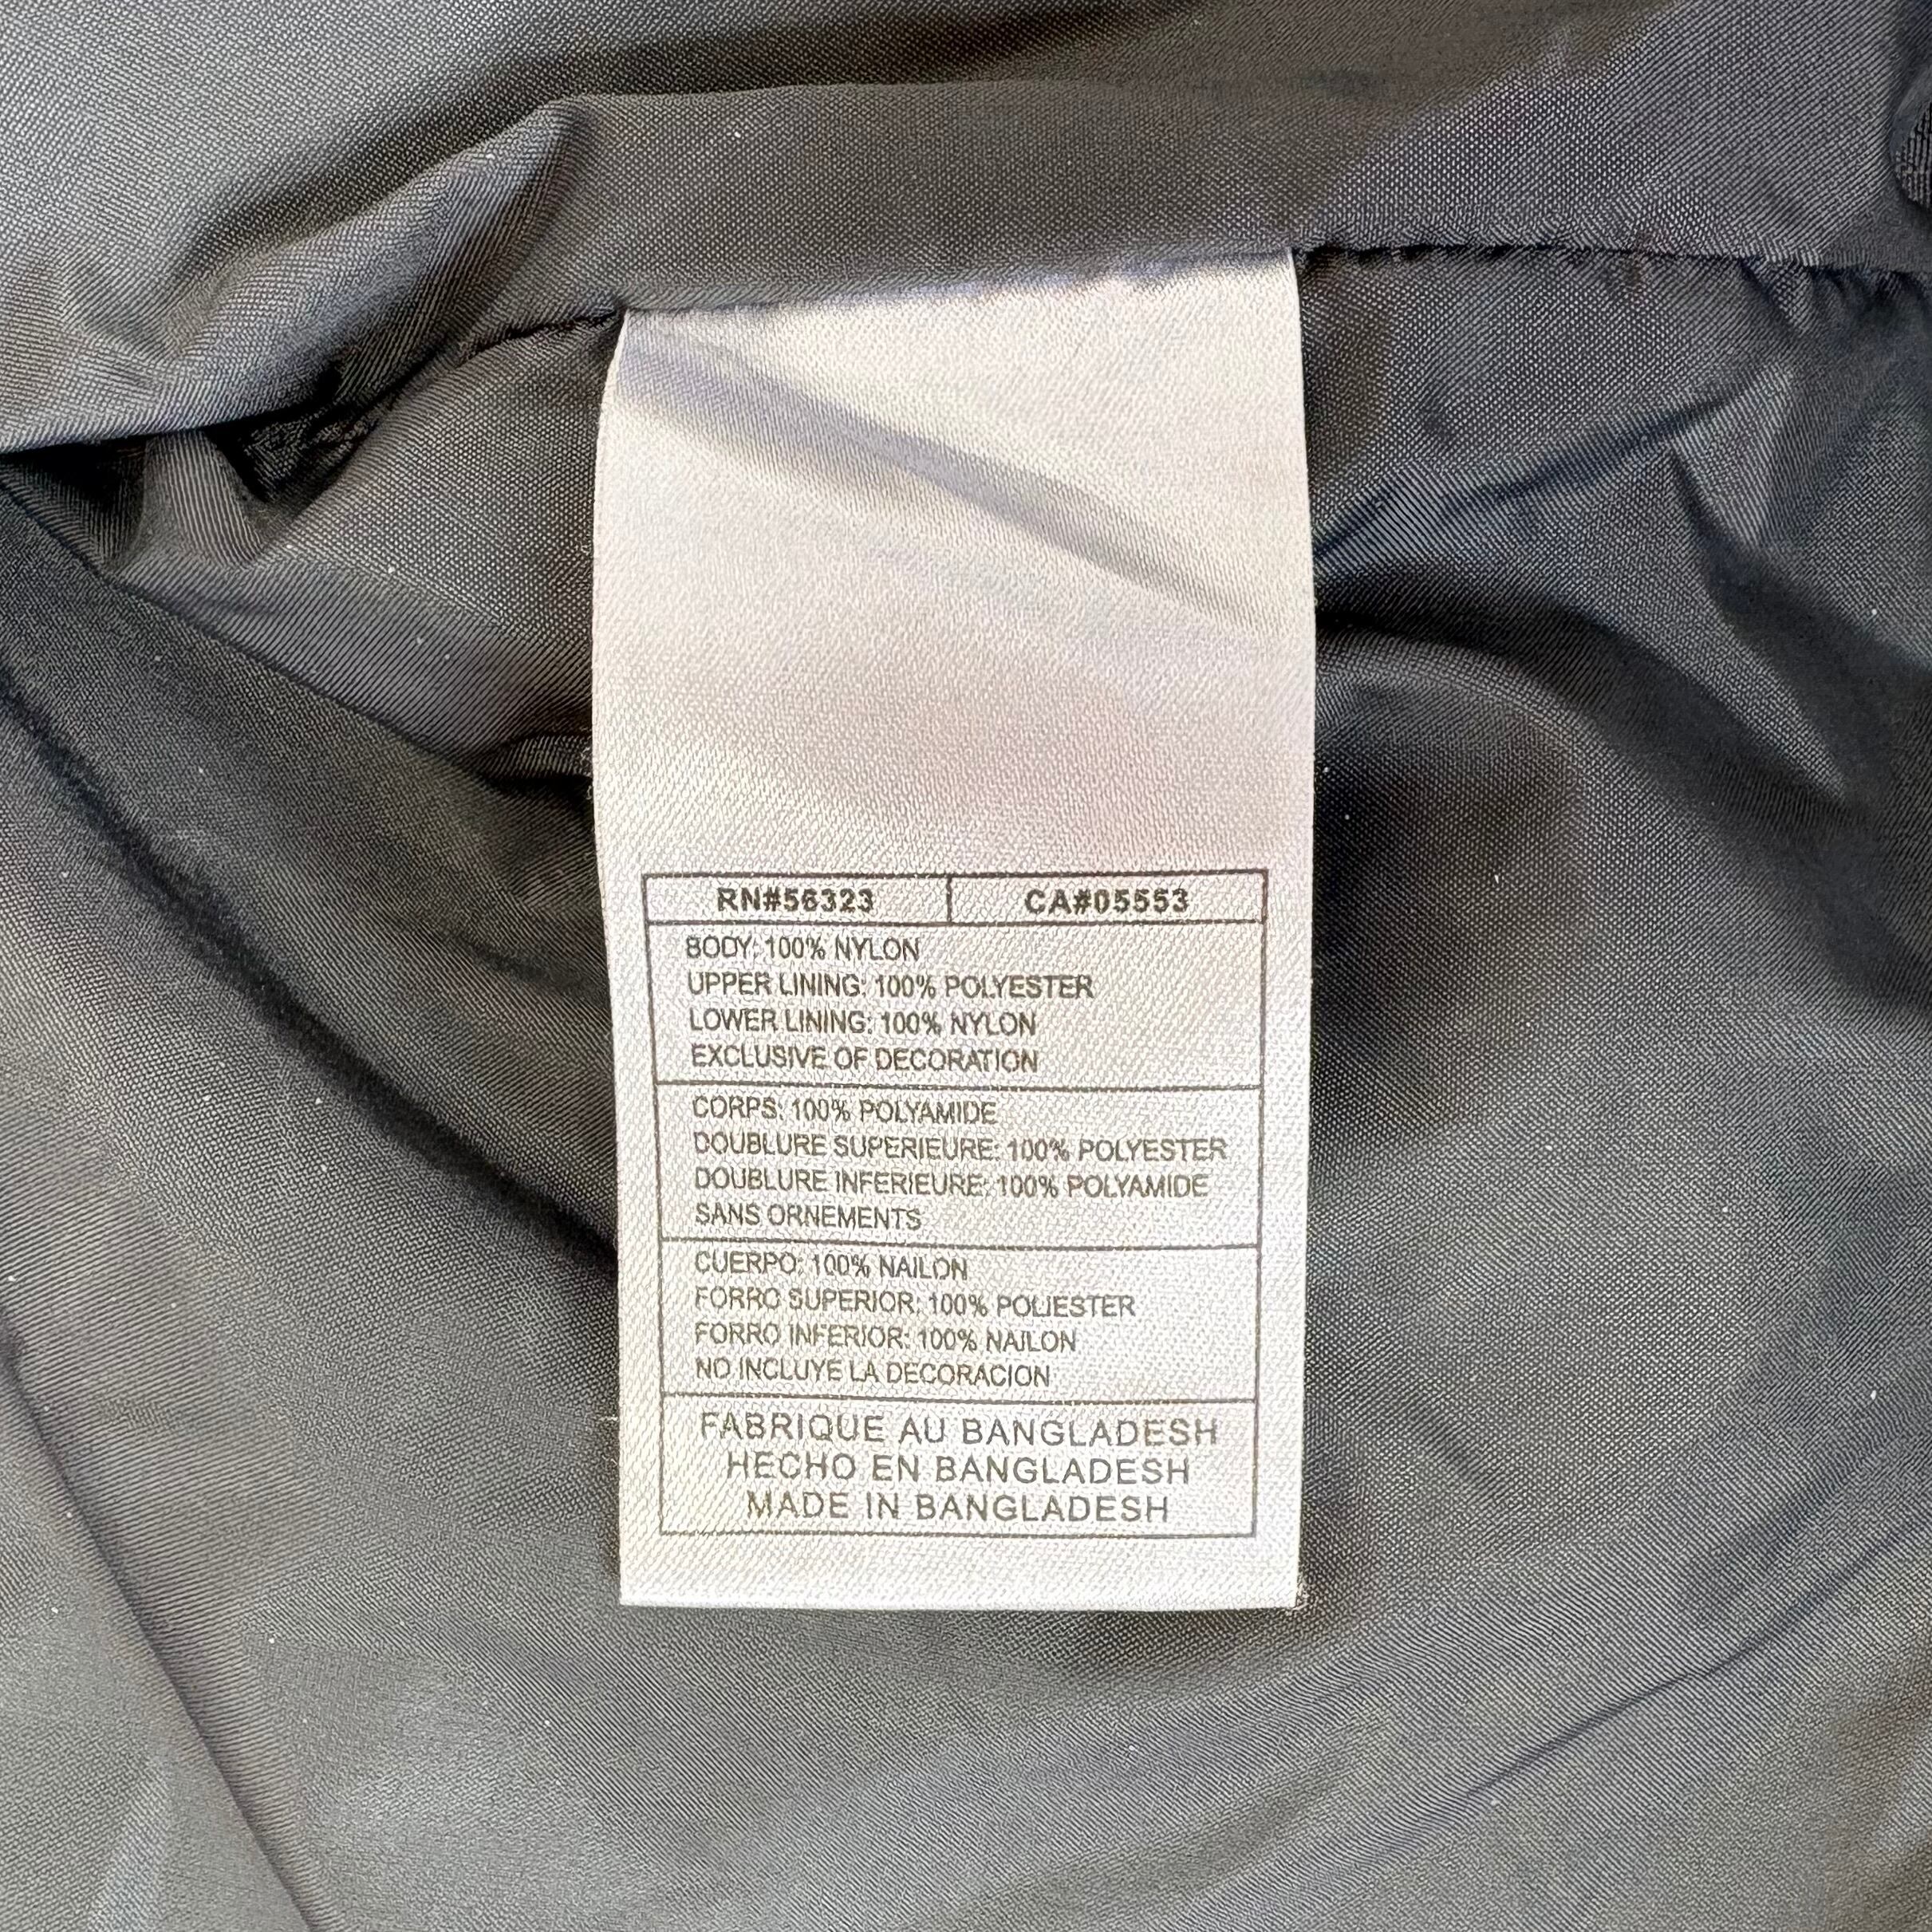 RN#56323 CA#05553
BODY: 100% NYLON
UPPER LINING: 100% POLYESTER
LOWER LINING: 100% NYLON
EXCLUSIVE OF DECORATION
CORPS: 100% POLYAMIDE
DOUBLURE SUPERIEURE: 100% POLYESTER
DOUBLURE INFERIEURE: 100% POLYAMIDE
SANS ORNEMENTS
CUERPO: 100% NAILON
FORRO SUPERIOR: 100% POLIESTER
FORRO INFERIOR: 100% NAILON
NO INCLUYE LA DECORACION
FABRIQUE AU BANGLADESH
HECHO EN BANGLADESH
MADE IN BANGLADESH